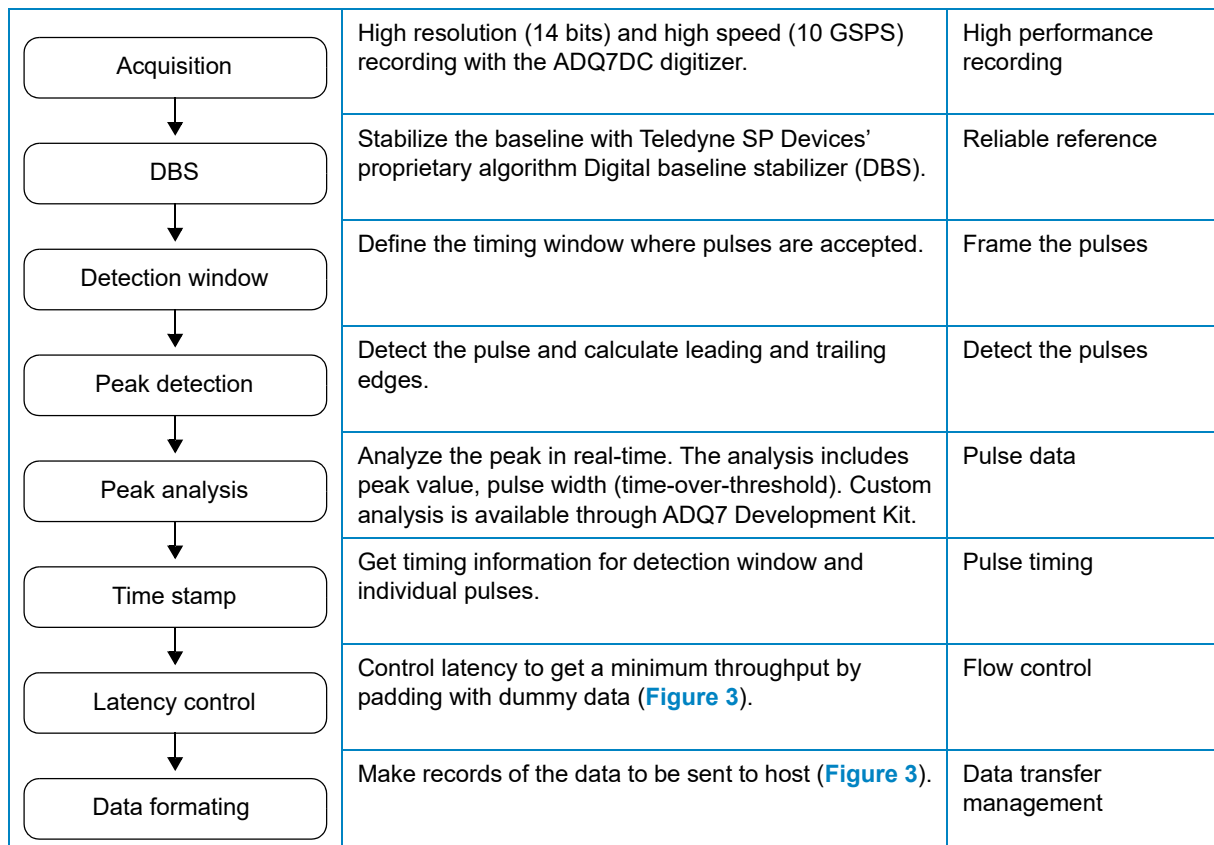 Acquisition
High resolution (14 bits) and high speed (10 GSPS)
recording with the ADQ7DC digitizer.
High performance
recording
DBS
Stabilize the baseline with Teledyne SP Devices’
proprietary algorithm Digital baseline stabilizer (DBS).
Reliable reference
Detection window
Define the timing window where pulses are accepted.
Frame the pulses
Peak detection
Detect the pulse and calculate leading and trailing
edges.
Detect the pulses
Peak analysis
Analyze the peak in real-time. The analysis includes
peak value, pulse width (time-over-threshold). Custom
analysis is available through ADQ7 Development Kit.
Pulse data
Time stamp
Get timing information for detection window and
individual pulses.
Pulse timing
Latency control
Control latency to get a minimum throughput by
padding with dummy data (Figure 3).
Flow control
Data formating
Make records of the data to be sent to host (Figure 3).
Data transfer
management